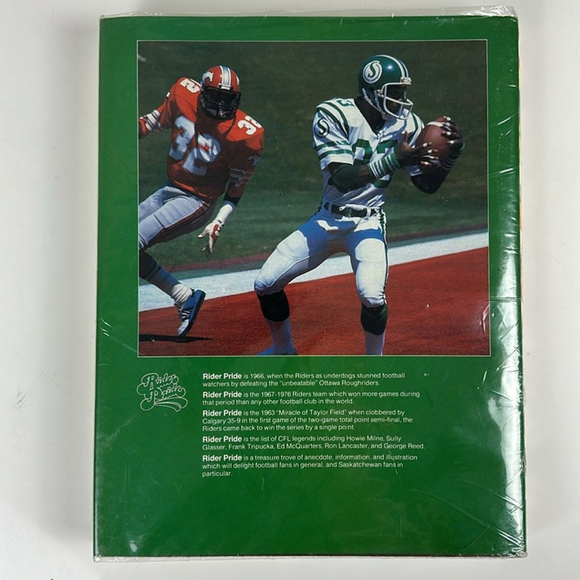 S
32
S
83
Rider
Pride
Rider Pride is 1966, when the Riders as underdogs stunned football
watchers by defeating the "unbeatable" Ottawa Roughriders.
Rider Pride is the 1967-1976 Riders team which won more games during
that period than any other football club in the world.
Rider Pride is the 1963 "Miracle of Taylor Field" when clobbered by
Calgary 35-9 in the first game of the two-game total point semi-final, the
Riders came back to win the series by a single point.
Rider Pride is the list of CFL legends including Howie Milne, Sully
Glasser, Frank Tripucka, Ed McQuarters, Ron Lancaster, and George Reed.
Rider Pride is a treasure trove of anecdote, information, and illustration
which will delight football fans in general, and Saskatchewan fans in
particular.